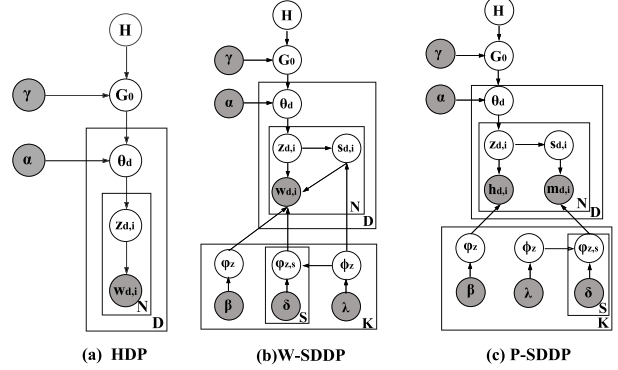 H
γ
G0
α
θd
zd,i
wd,i
N
D
(a) HDP
H
γ
G0
α
θd
zd,i
sd,i
wd,i
N
D
φz
φz,s
ϕz
β
δ
λ
S
K
(b)W-SDDP
H
γ
G0
α
θd
zd,i
sd,i
hd,i
md,i
N
D
φz
ϕz
φz,s
β
λ
δ
S
K
(c) P-SDDP